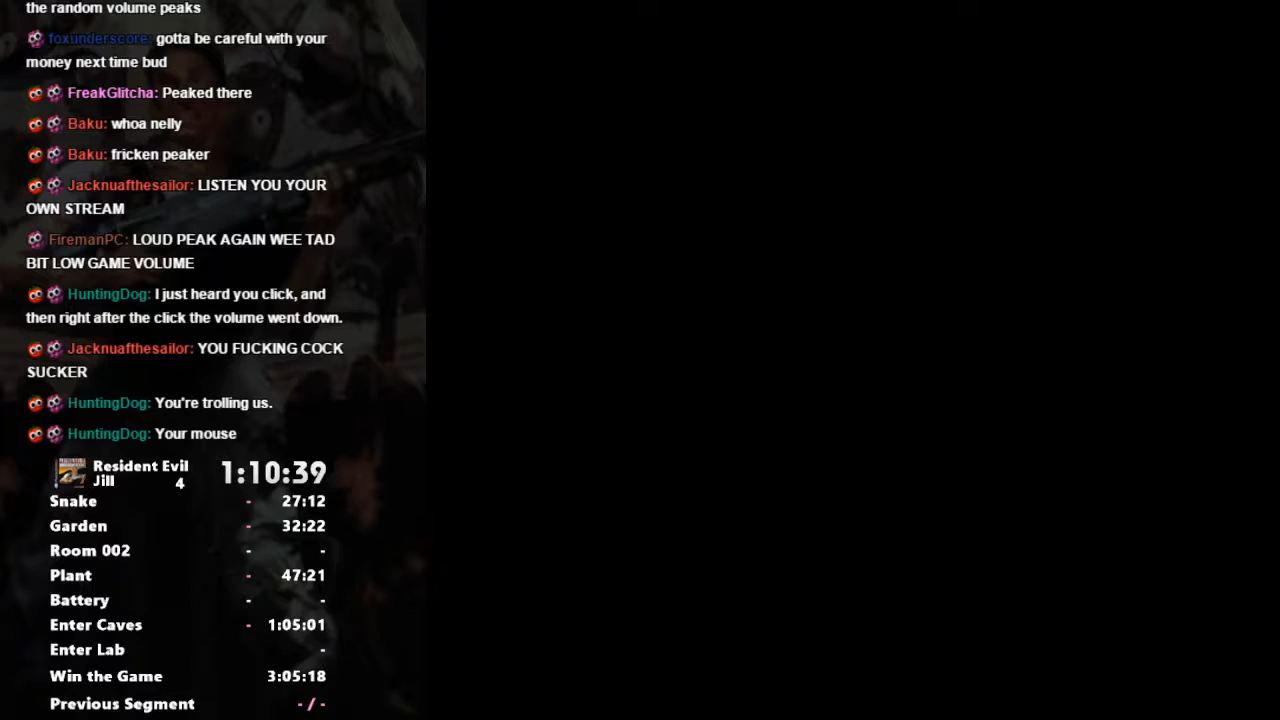 the random volume peaks
foxunderscore: gotta be careful with your
money next time bud
FreakGlitcha: Peaked there
Baku: whoa nelly
Baku: fricken peaker
Jacknuafthesailor: LISTEN YOU YOUR
OWN STREAM
FiremanPC: LOUD PEAK AGAIN WEE TAD
BIT LOW GAME VOLUME
HuntingDog: I just heard you click, and
then right after the click the volume went down.
Jacknuafthesailor: YOU FUCKING COCK
SUCKER
HuntingDog: You're trolling us.
HuntingDog: Your mouse
Resident Evil 1:10:39
Jill 4
Snake - 27:12
Garden - 32:22
Room 002 - -
Plant - 47:21
Battery - -
Enter Caves - 1:05:01
Enter Lab -
Win the Game 3:05:18
Previous Segment - / -